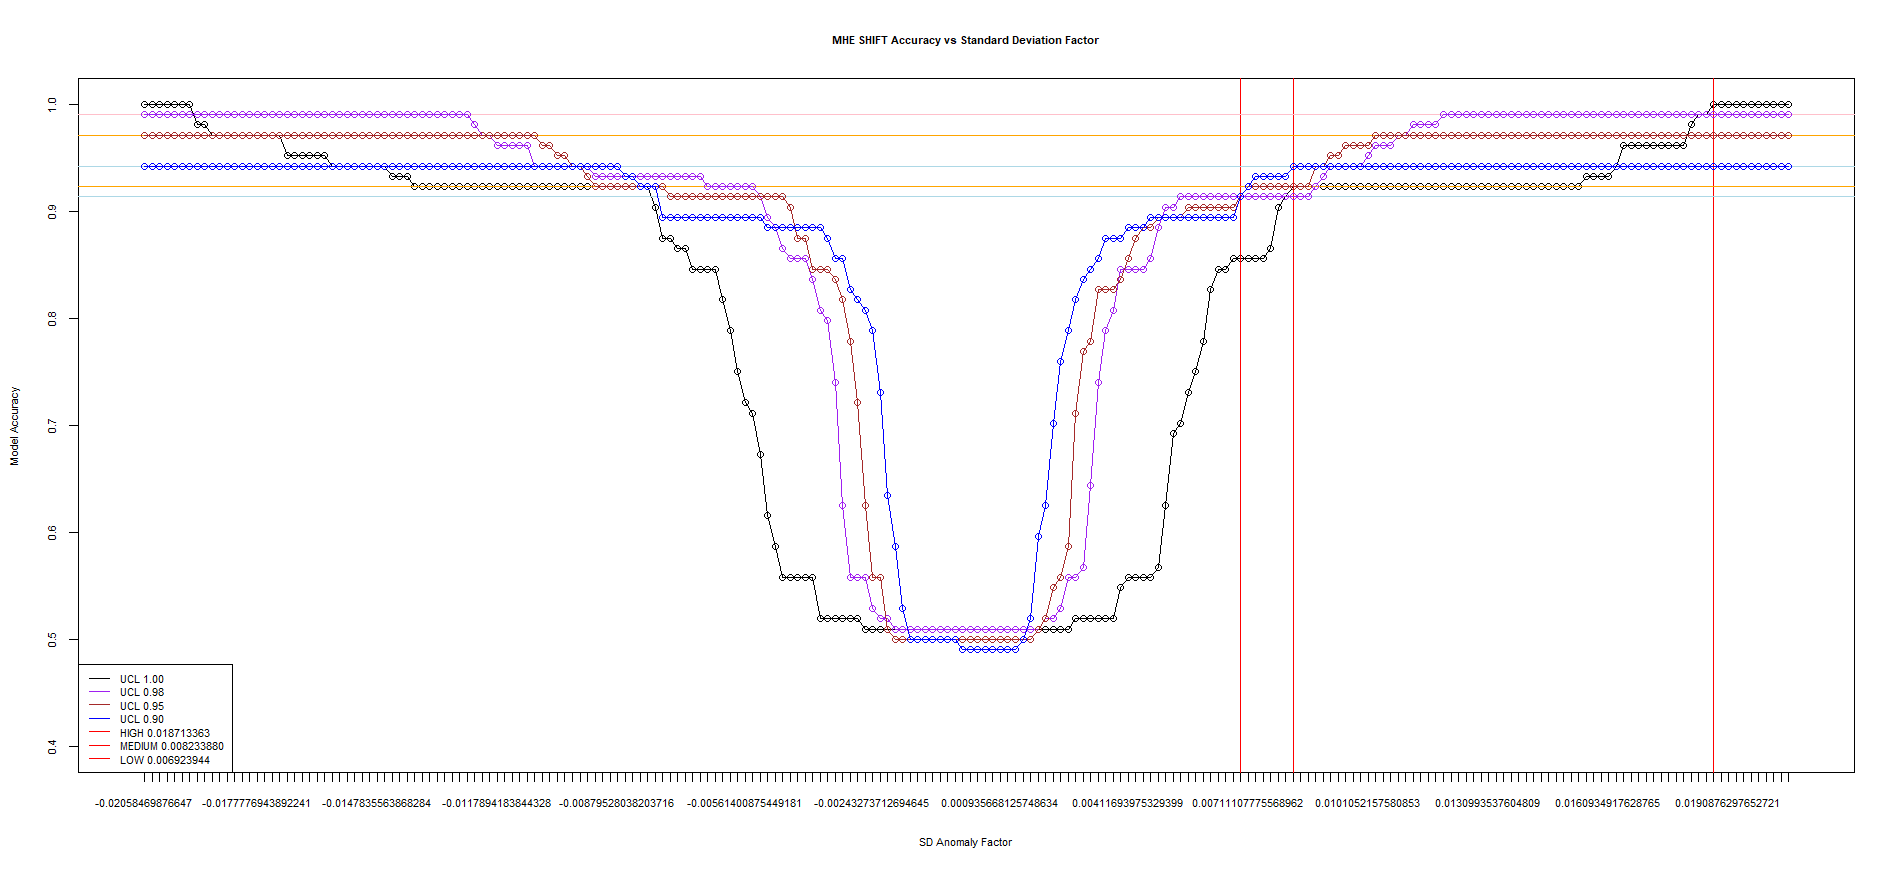 MHE SHIFT Accuracy vs Standard Deviation Factor
Model Accuracy
1.0
0.9
0.8
0.7
0.6
0.5
0.4
UCL 1.00
UCL 0.98
UCL 0.95
UCL 0.90
HIGH 0.018713363
MEDIUM 0.008233880
LOW 0.006923944
-0.02058469876647 -0.0177776943892241 -0.0147835563868284 -0.0117894183844328 -0.00879528038203716 -0.00561400875449181 -0.00243273712694645 0.000935668125748634 0.00411693975329399 0.00711107775568962 0.0101052157580853 0.0130993537604809 0.0160934917628765 0.0190876297652721
SD Anomaly Factor